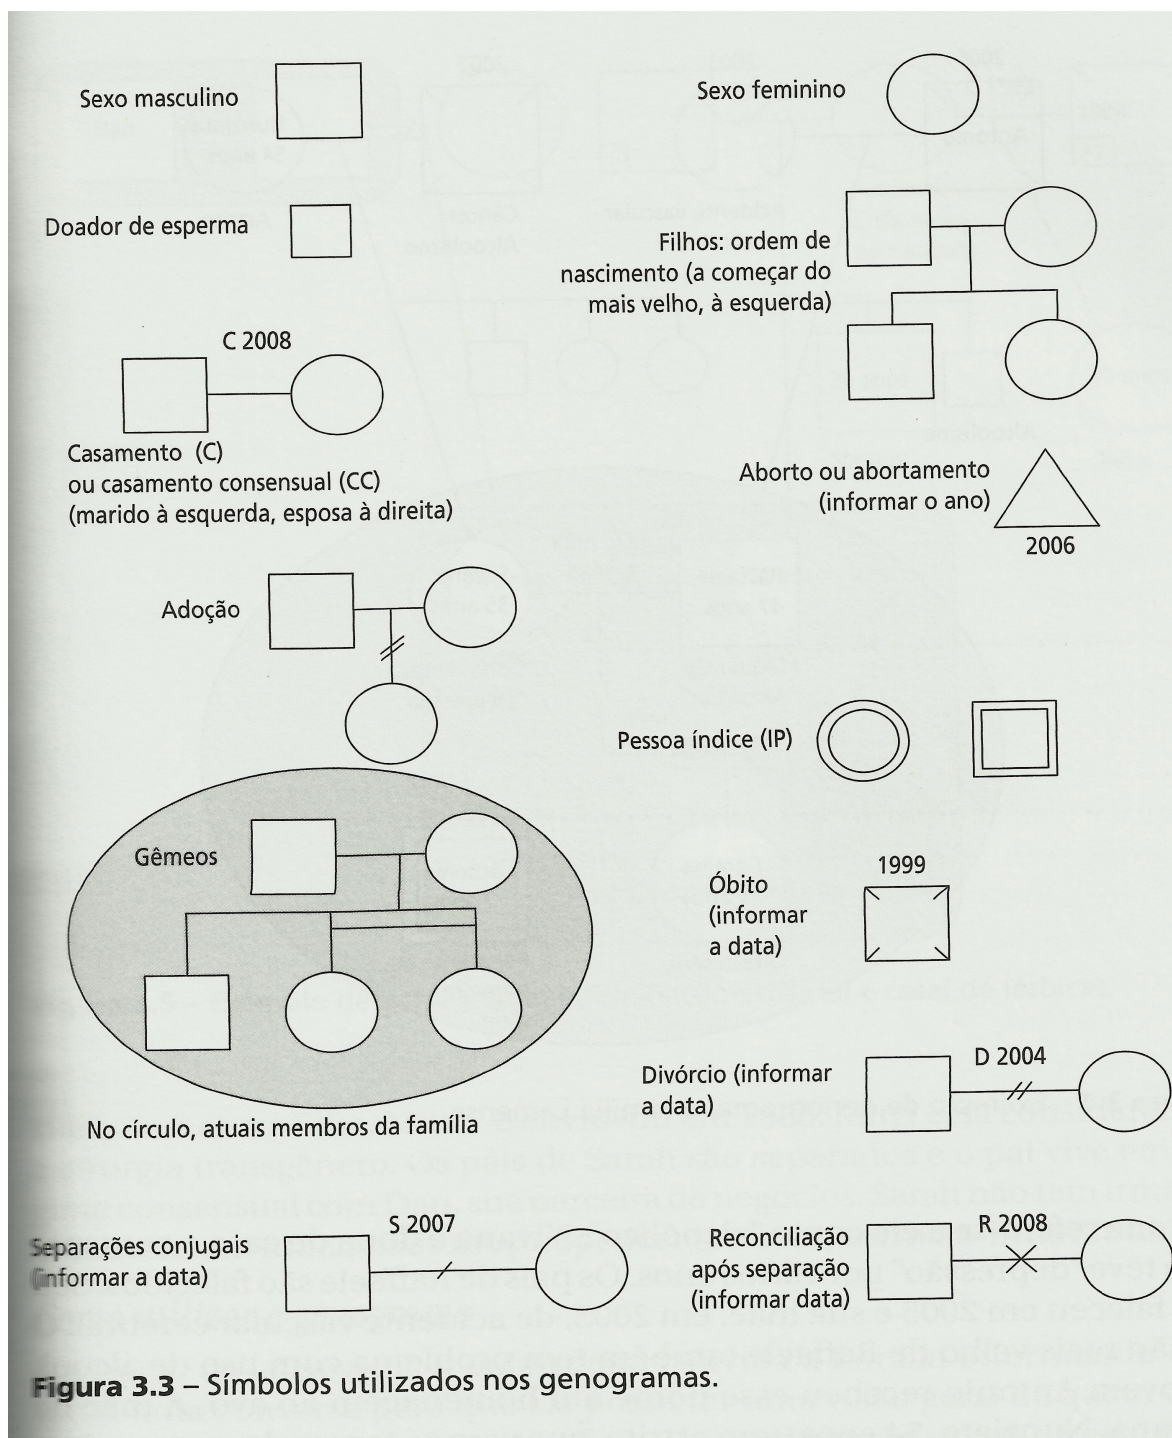 Sexo masculino
Sexo feminino
Doador de esperma
Filhos: ordem de
nascimento (a começar do
mais velho, à esquerda)
C 2008
Casamento (C)
ou casamento consensual (CC)
(marido à esquerda, esposa à direita)
Aborto ou abortamento
(informar o ano)
2006
Adoção
Pessoa índice (IP)
Gêmeos
1999
Óbito
(informar
a data)
No círculo, atuais membros da família
D 2004
Divórcio (informar
a data)
S 2007
Separações conjugais
(informar a data)
R 2008
Reconciliação
após separação
(informar data)
Figura 3.3 – Símbolos utilizados nos genogramas.